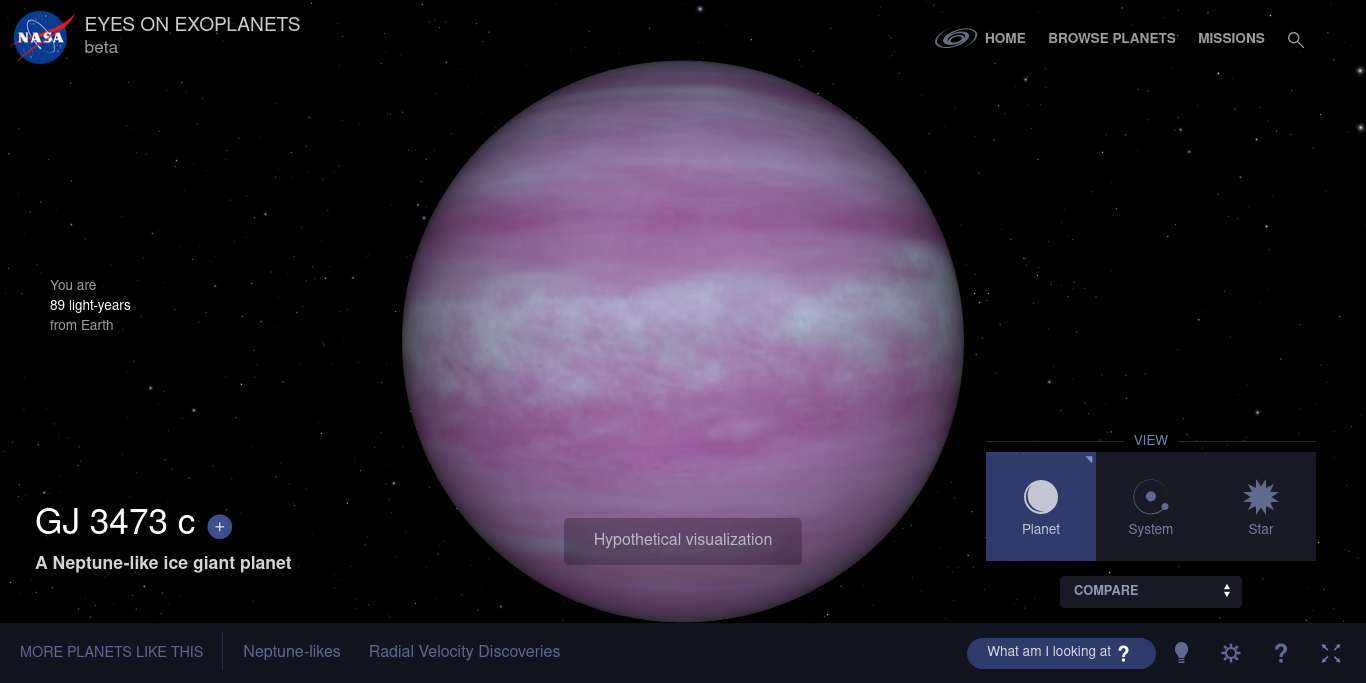 NASA
EYES ON EXOPLANETS
beta
HOME
BROWSE PLANETS
MISSIONS
You are
89 light-years
from Earth
GJ 3473 c +
A Neptune-like ice giant planet
Hypothetical visualization
VIEW
Planet
System
Star
COMPARE
MORE PLANETS LIKE THIS
Neptune-likes
Radial Velocity Discoveries
What am I looking at ?
?